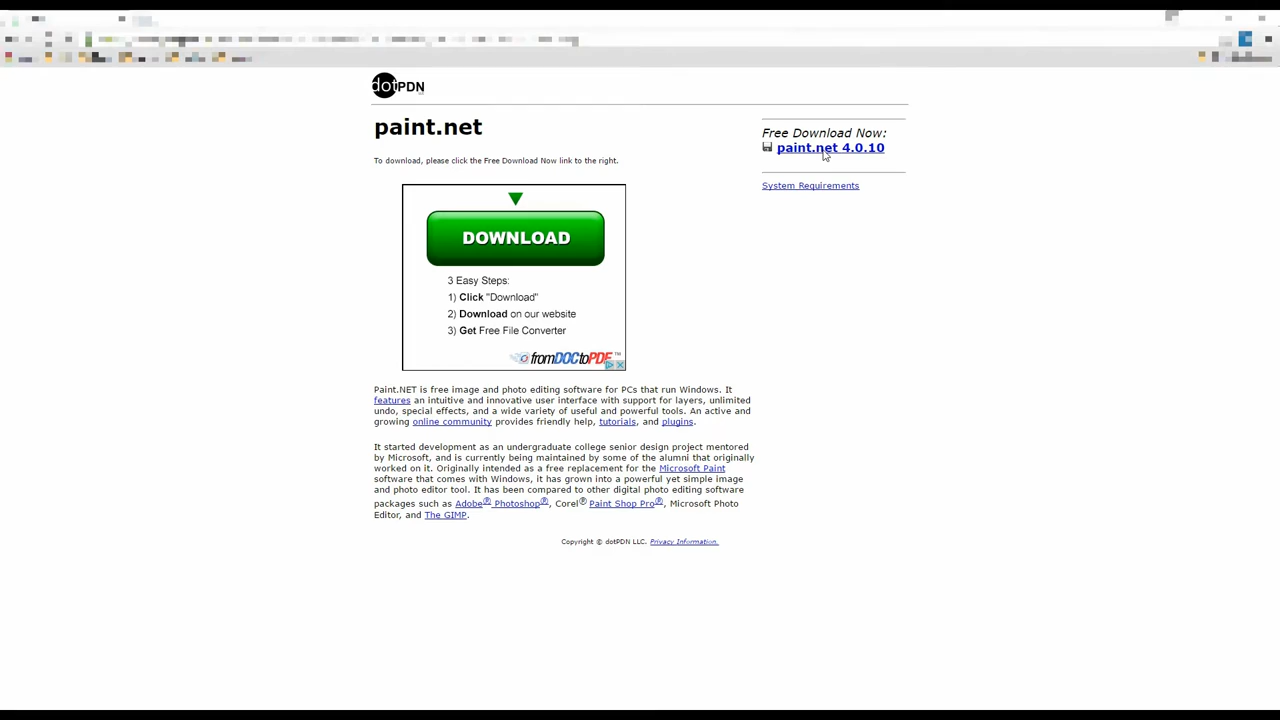 dotPDN
paint.net
To download, please click the Free Download Now link to the right.
Free Download Now:
paint.net 4.0.10
System Requirements
DOWNLOAD
3 Easy Steps:
1) Click "Download"
2) Download on our website
3) Get Free File Converter
fromDOCtoPDF™
Paint.NET is free image and photo editing software for PCs that run Windows. It
features an intuitive and innovative user interface with support for layers, unlimited
undo, special effects, and a wide variety of useful and powerful tools. An active and
growing online community provides friendly help, tutorials, and plugins.
It started development as an undergraduate college senior design project mentored
by Microsoft, and is currently being maintained by some of the alumni that originally
worked on it. Originally intended as a free replacement for the Microsoft Paint
software that comes with Windows, it has grown into a powerful yet simple image
and photo editor tool. It has been compared to other digital photo editing software
packages such as Adobe® Photoshop®, Corel® Paint Shop Pro®, Microsoft Photo
Editor, and The GIMP.
Copyright © dotPDN LLC. Privacy Information.